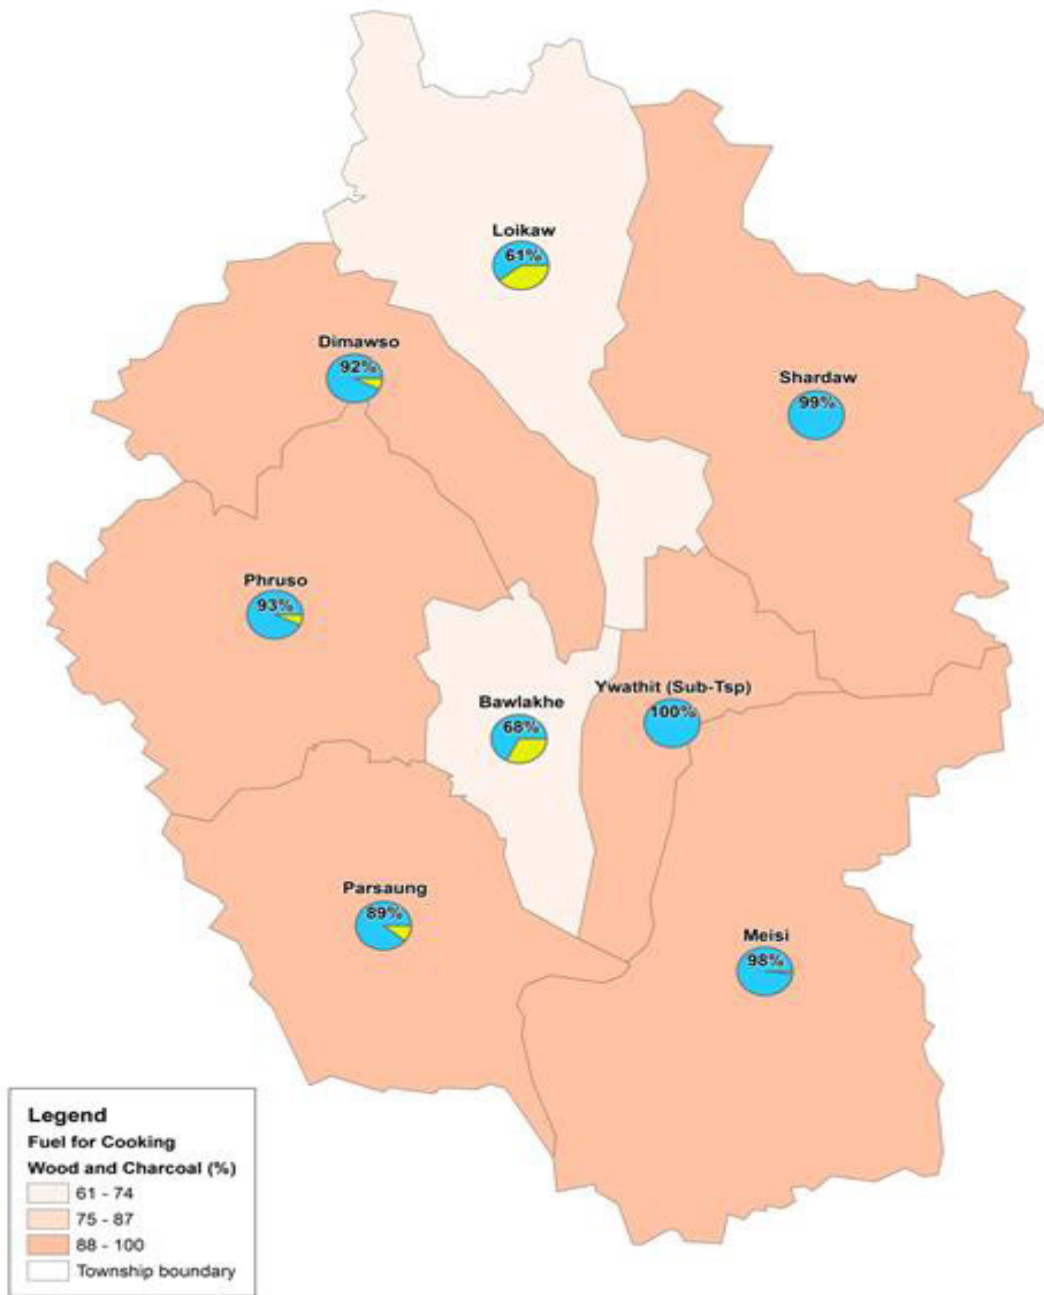 Loikaw
61%
Dimawso
92%
Shardaw
99%
Phruso
93%
Ywathit (Sub-Tsp)
100%
Bawlakhe
68%
Parsaung
89%
Meisi
98%
Legend
Fuel for Cooking
Wood and Charcoal (%)
61 - 74
75 - 87
88 - 100
Township boundary